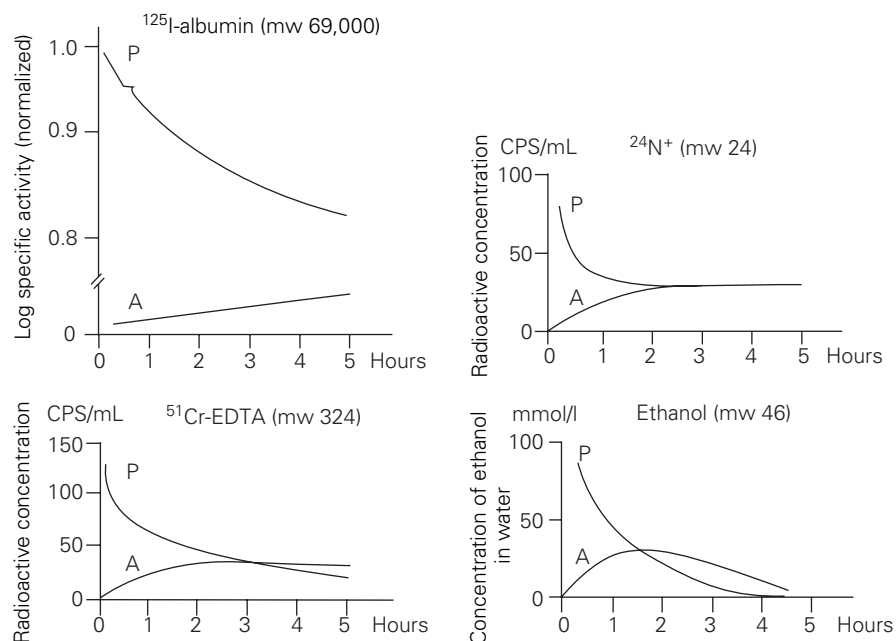 ¹²⁵I-albumin (mw 69,000)
Log specific activity (normalized)
1.0
0.9
0.8
0
P
A
0 1 2 3 4 5 Hours
CPS/mL ²⁴N⁺ (mw 24)
Radioactive concentration
100
50
0
P
A
0 1 2 3 4 5 Hours
CPS/mL ⁵¹Cr-EDTA (mw 324)
Radioactive concentration
150
100
50
0
P
A
0 1 2 3 4 5 Hours
mmol/l Ethanol (mw 46)
Concentration of ethanol
in water
100
50
0
P
A
0 1 2 3 4 5 Hours